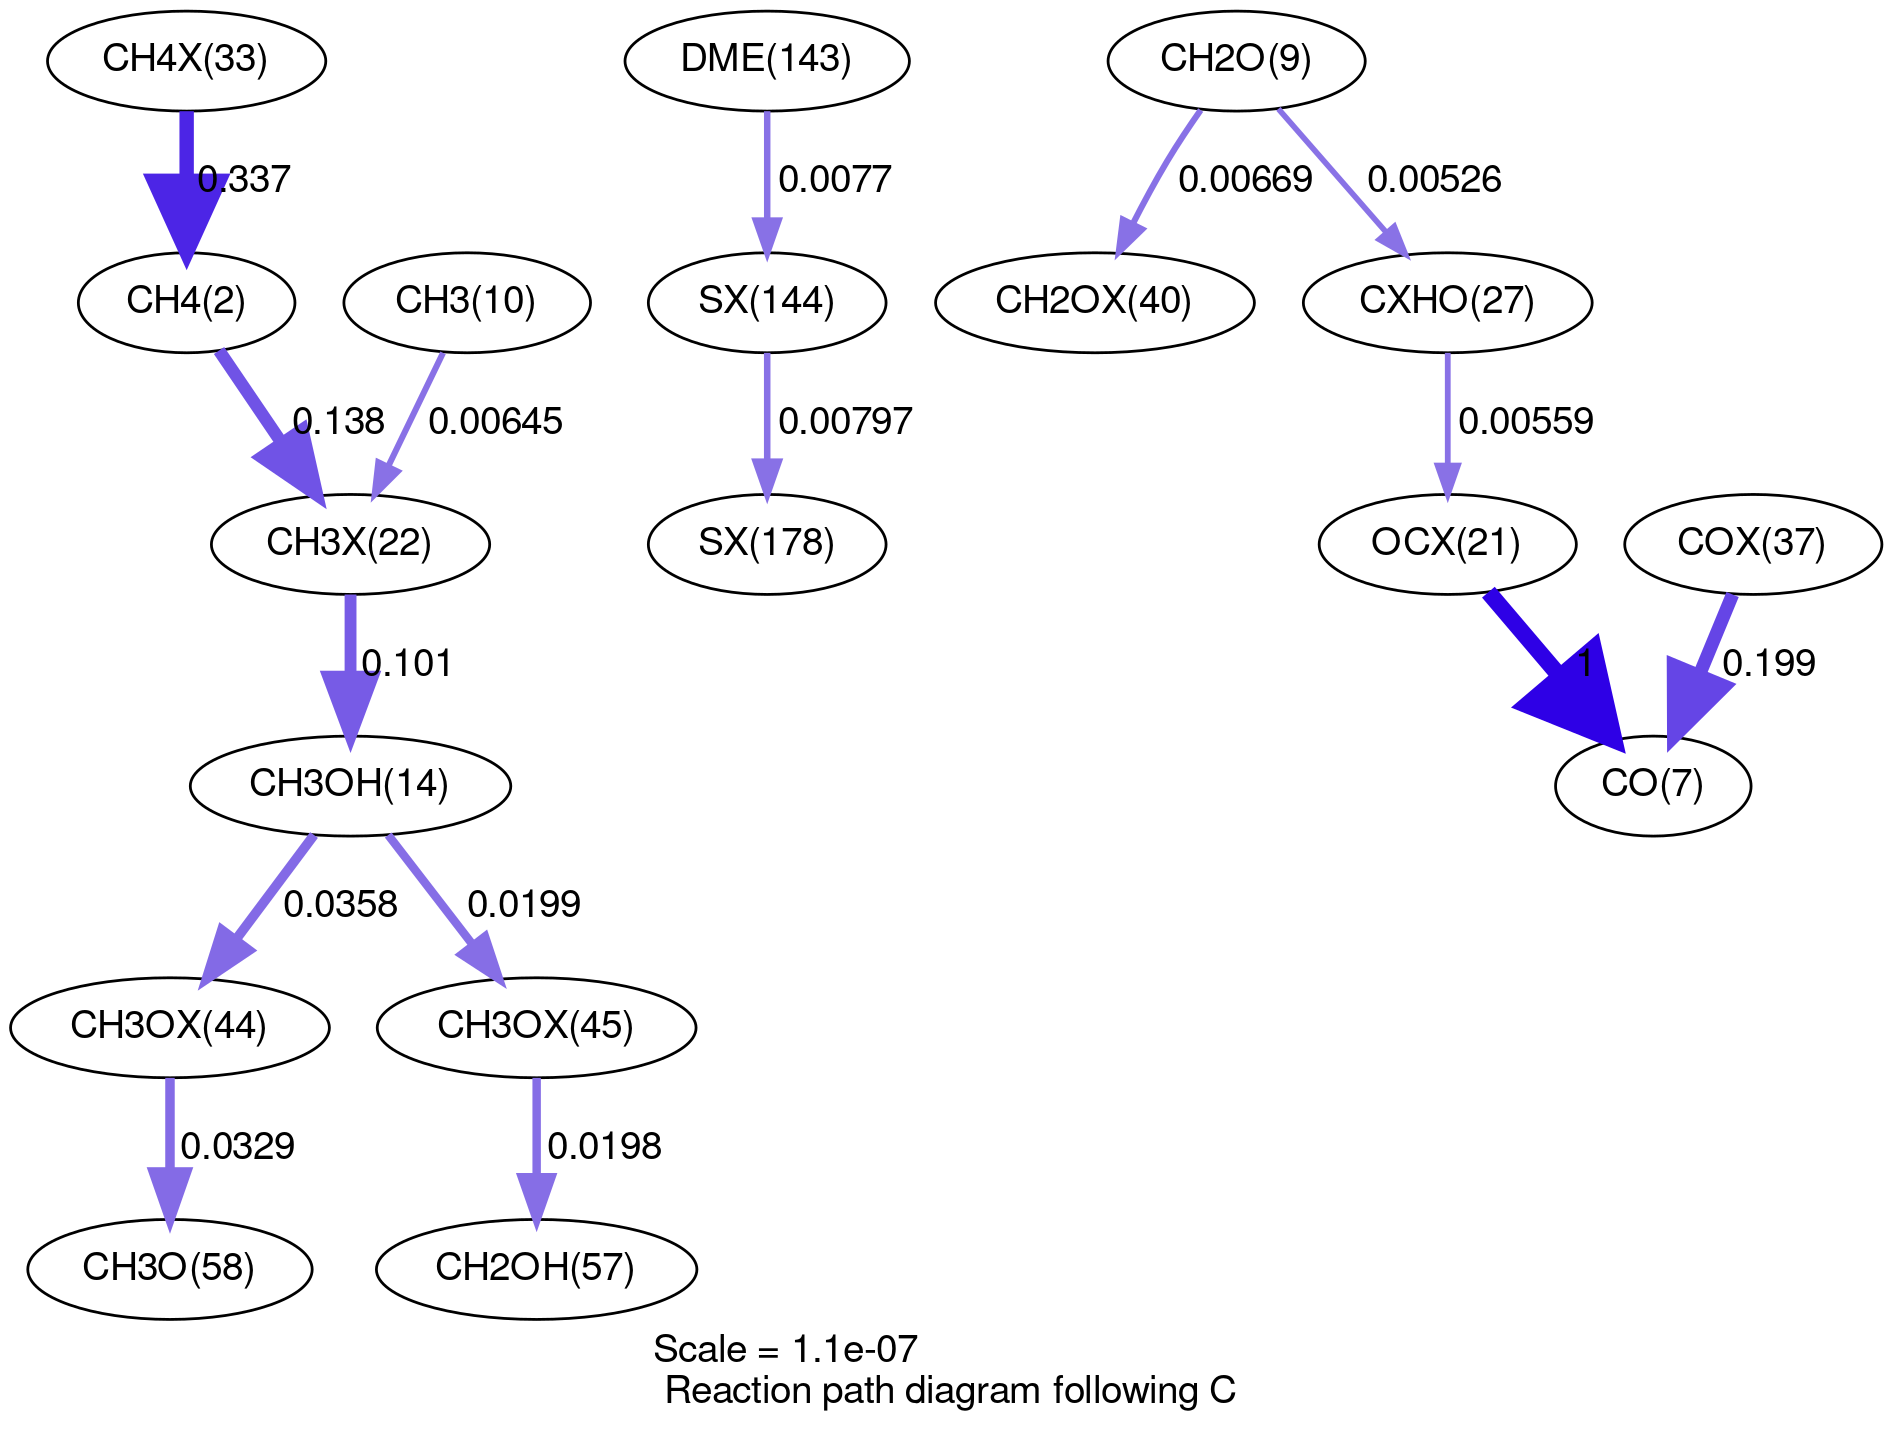 CH4X(33)
DME(143)
CH2O(9)
0.337
0.0077
0.00669
0.00526
CH4(2)
CH3(10)
SX(144)
CH2OX(40)
CXHO(27)
0.138
0.00645
0.00797
0.00559
CH3X(22)
SX(178)
OCX(21)
COX(37)
0.101
1
0.199
CH3OH(14)
CO(7)
0.0358
0.0199
CH3OX(44)
CH3OX(45)
0.0329
0.0198
CH3O(58)
CH2OH(57)
Scale = 1.1e-07
Reaction path diagram following C